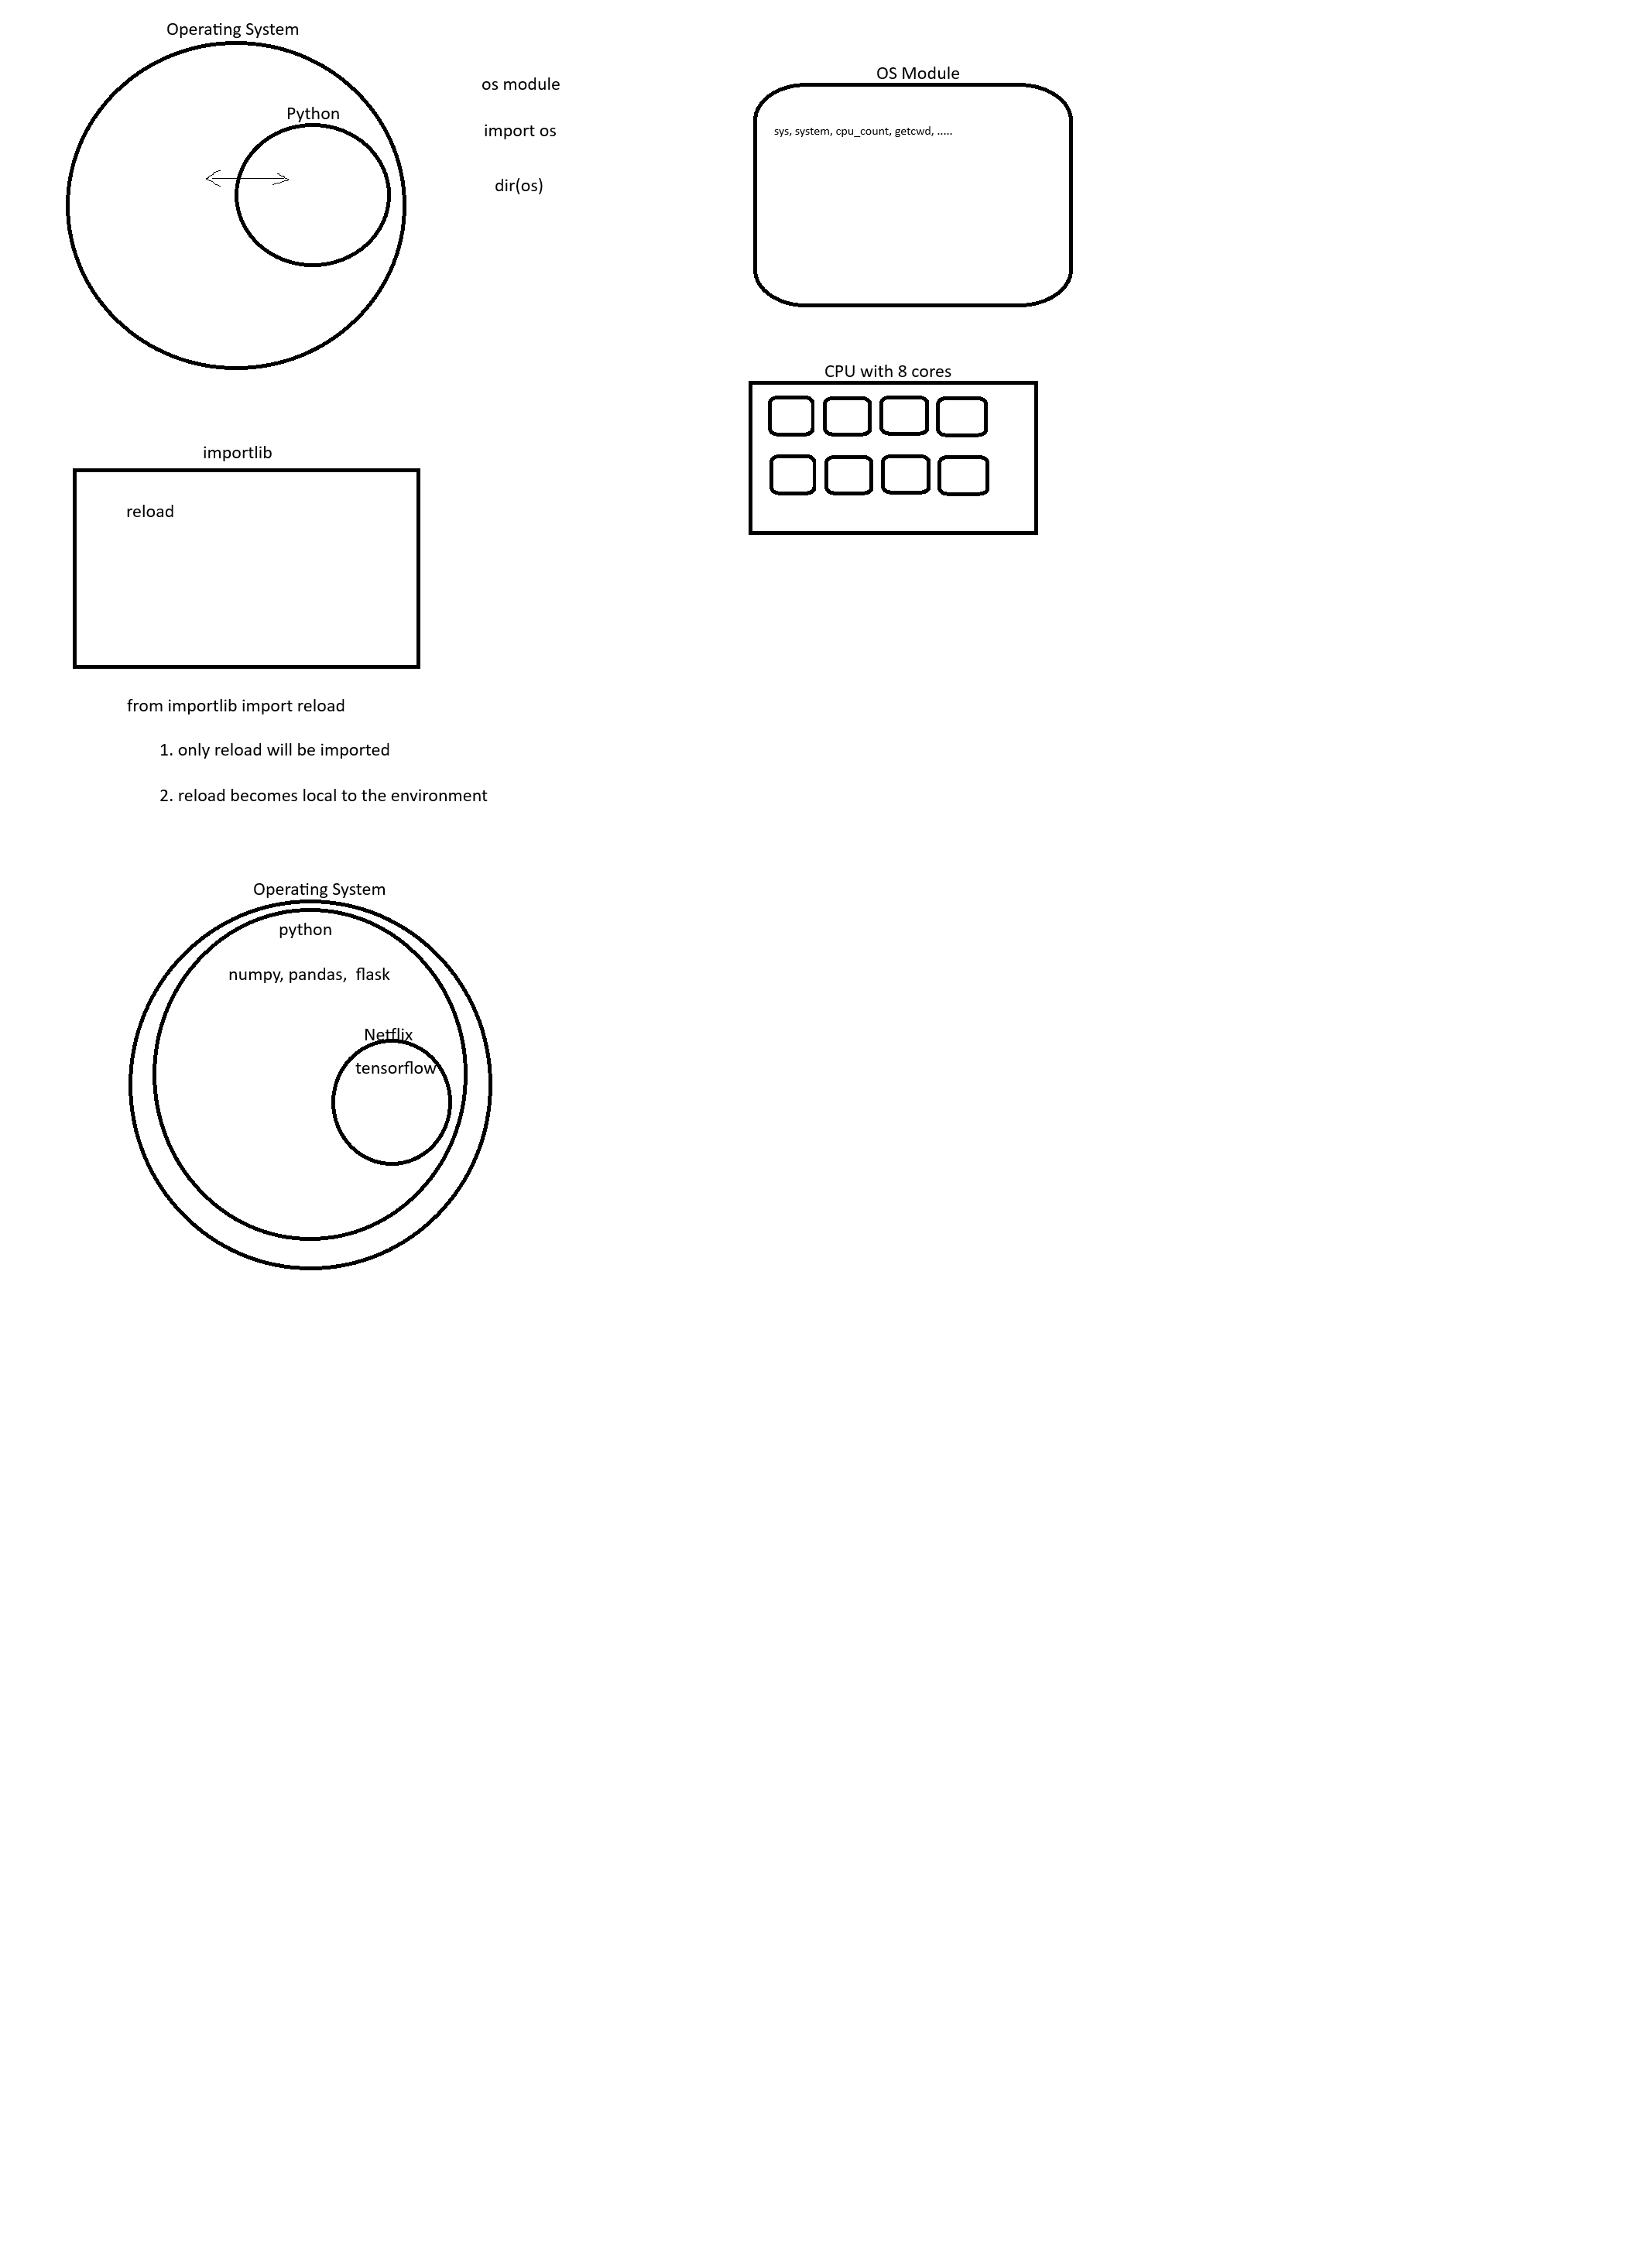 Operating System
Python
os module
import os
dir(os)
OS Module
sys, system, cpu_count, getcwd, .....
CPU with 8 cores
importlib
reload
from importlib import reload
1. only reload will be imported
2. reload becomes local to the environment
Operating System
python
numpy, pandas,  flask
Netflix
tensorflow